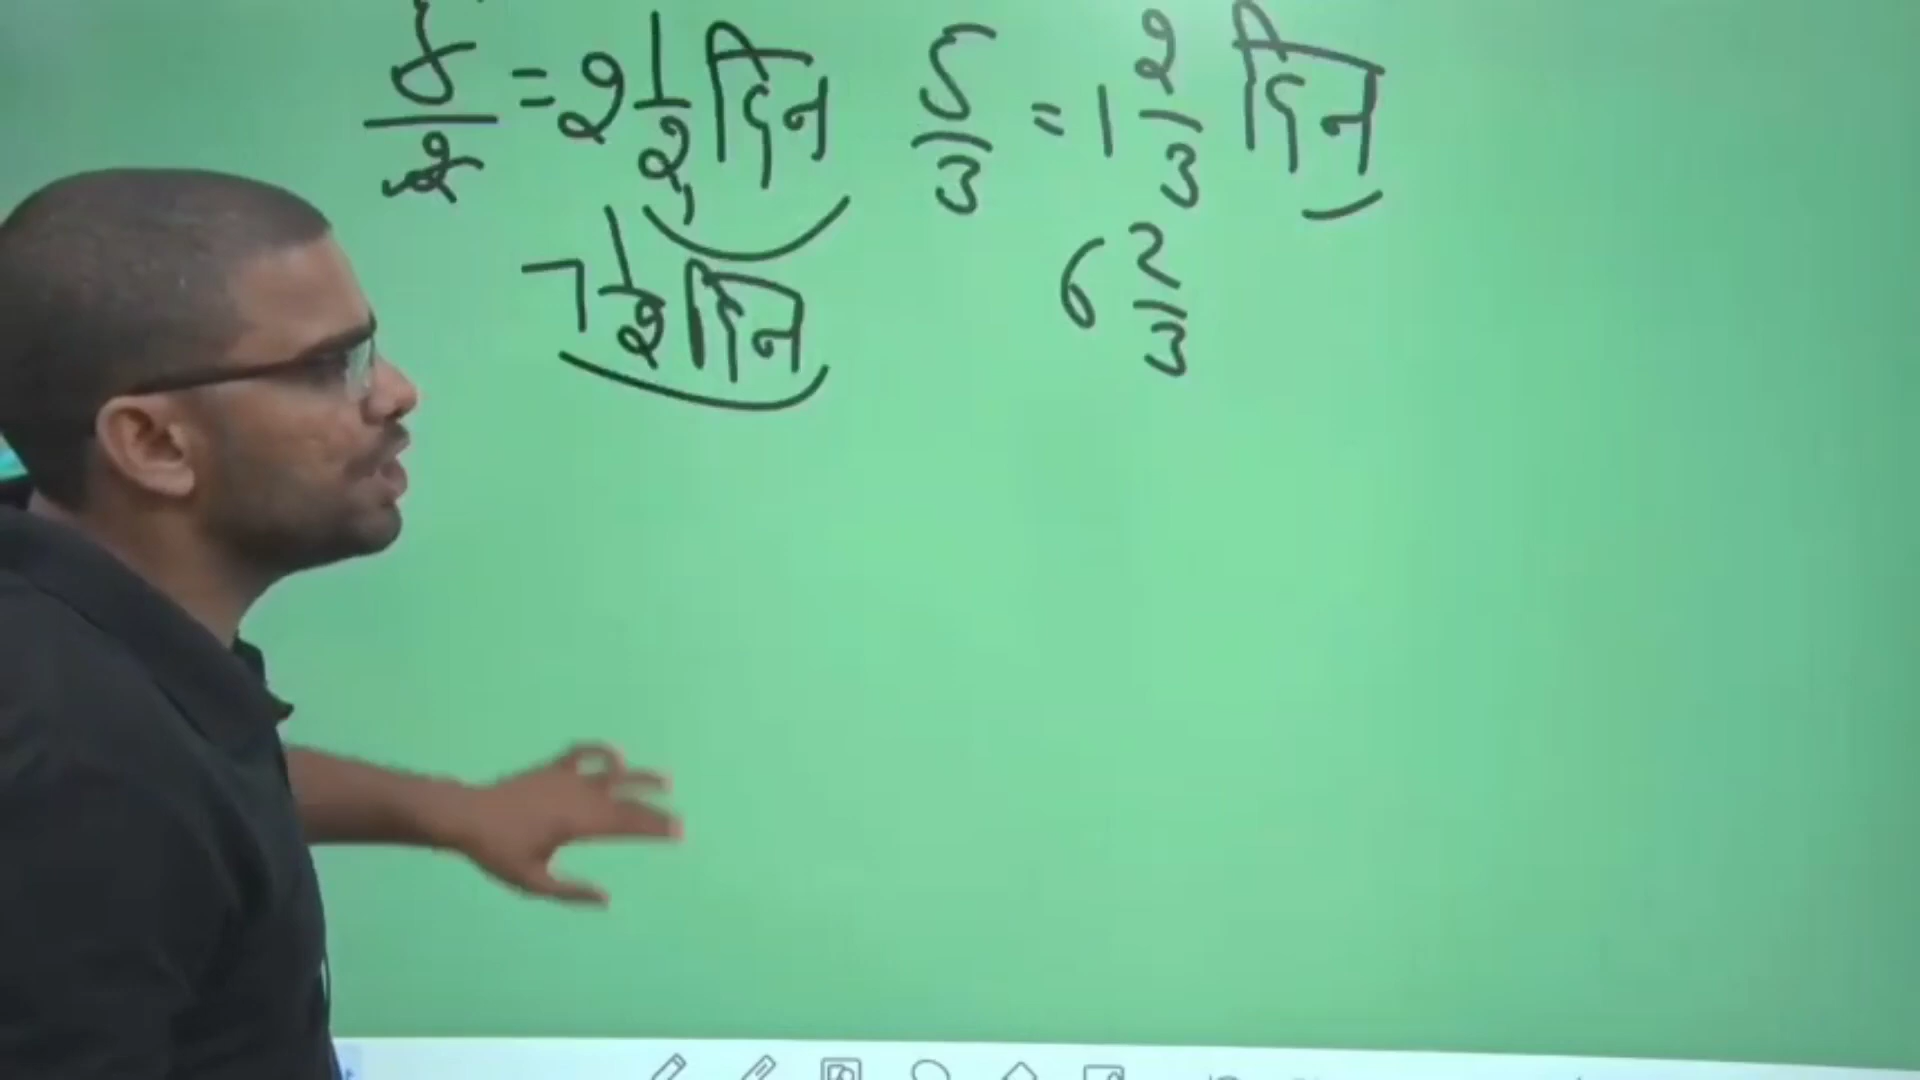 5/2 = 2 1/2 दिन 5/3 = 1 2/3 दिन
7 1/2 दिन 6 2/3